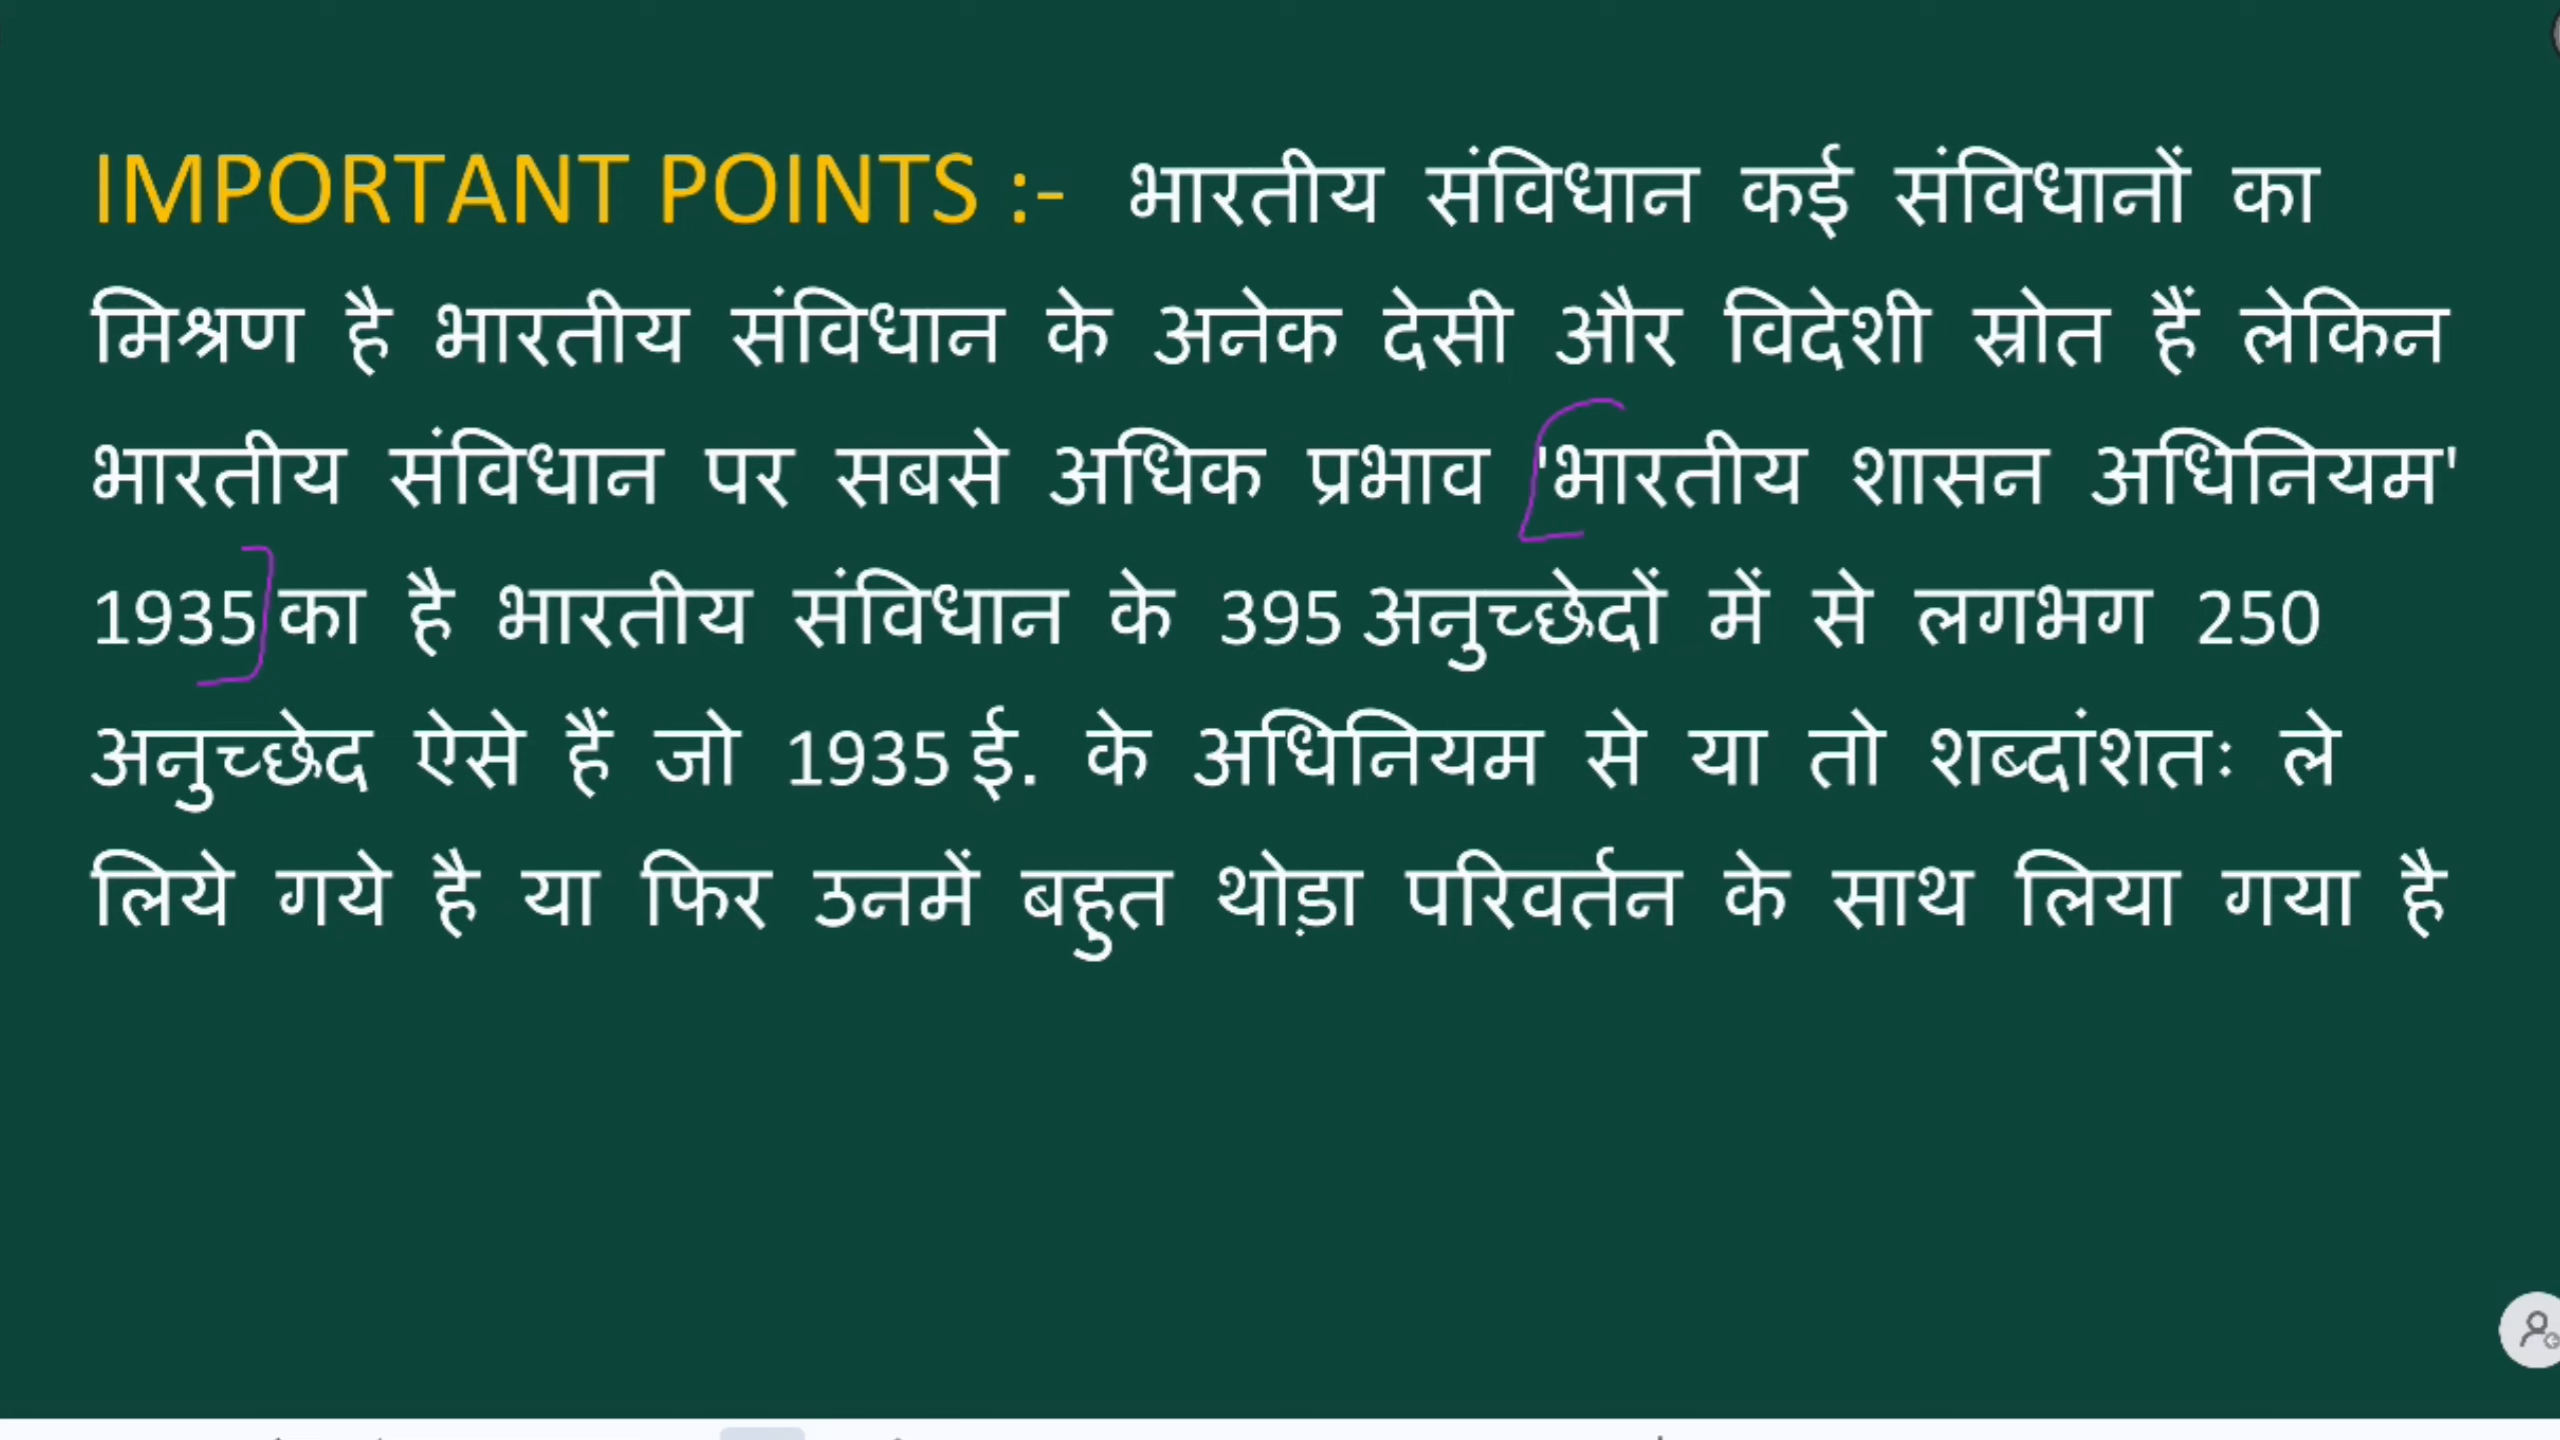 IMPORTANT POINTS :- भारतीय संविधान कई संविधानों का
मिश्रण है भारतीय संविधान के अनेक देसी और विदेशी स्रोत हैं लेकिन
भारतीय संविधान पर सबसे अधिक प्रभाव 'भारतीय शासन अधिनियम'
1935 का है भारतीय संविधान के 395 अनुच्छेदों में से लगभग 250
अनुच्छेद ऐसे हैं जो 1935 ई. के अधिनियम से या तो शब्दांशतः ले
लिये गये है या फिर उनमें बहुत थोड़ा परिवर्तन के साथ लिया गया है